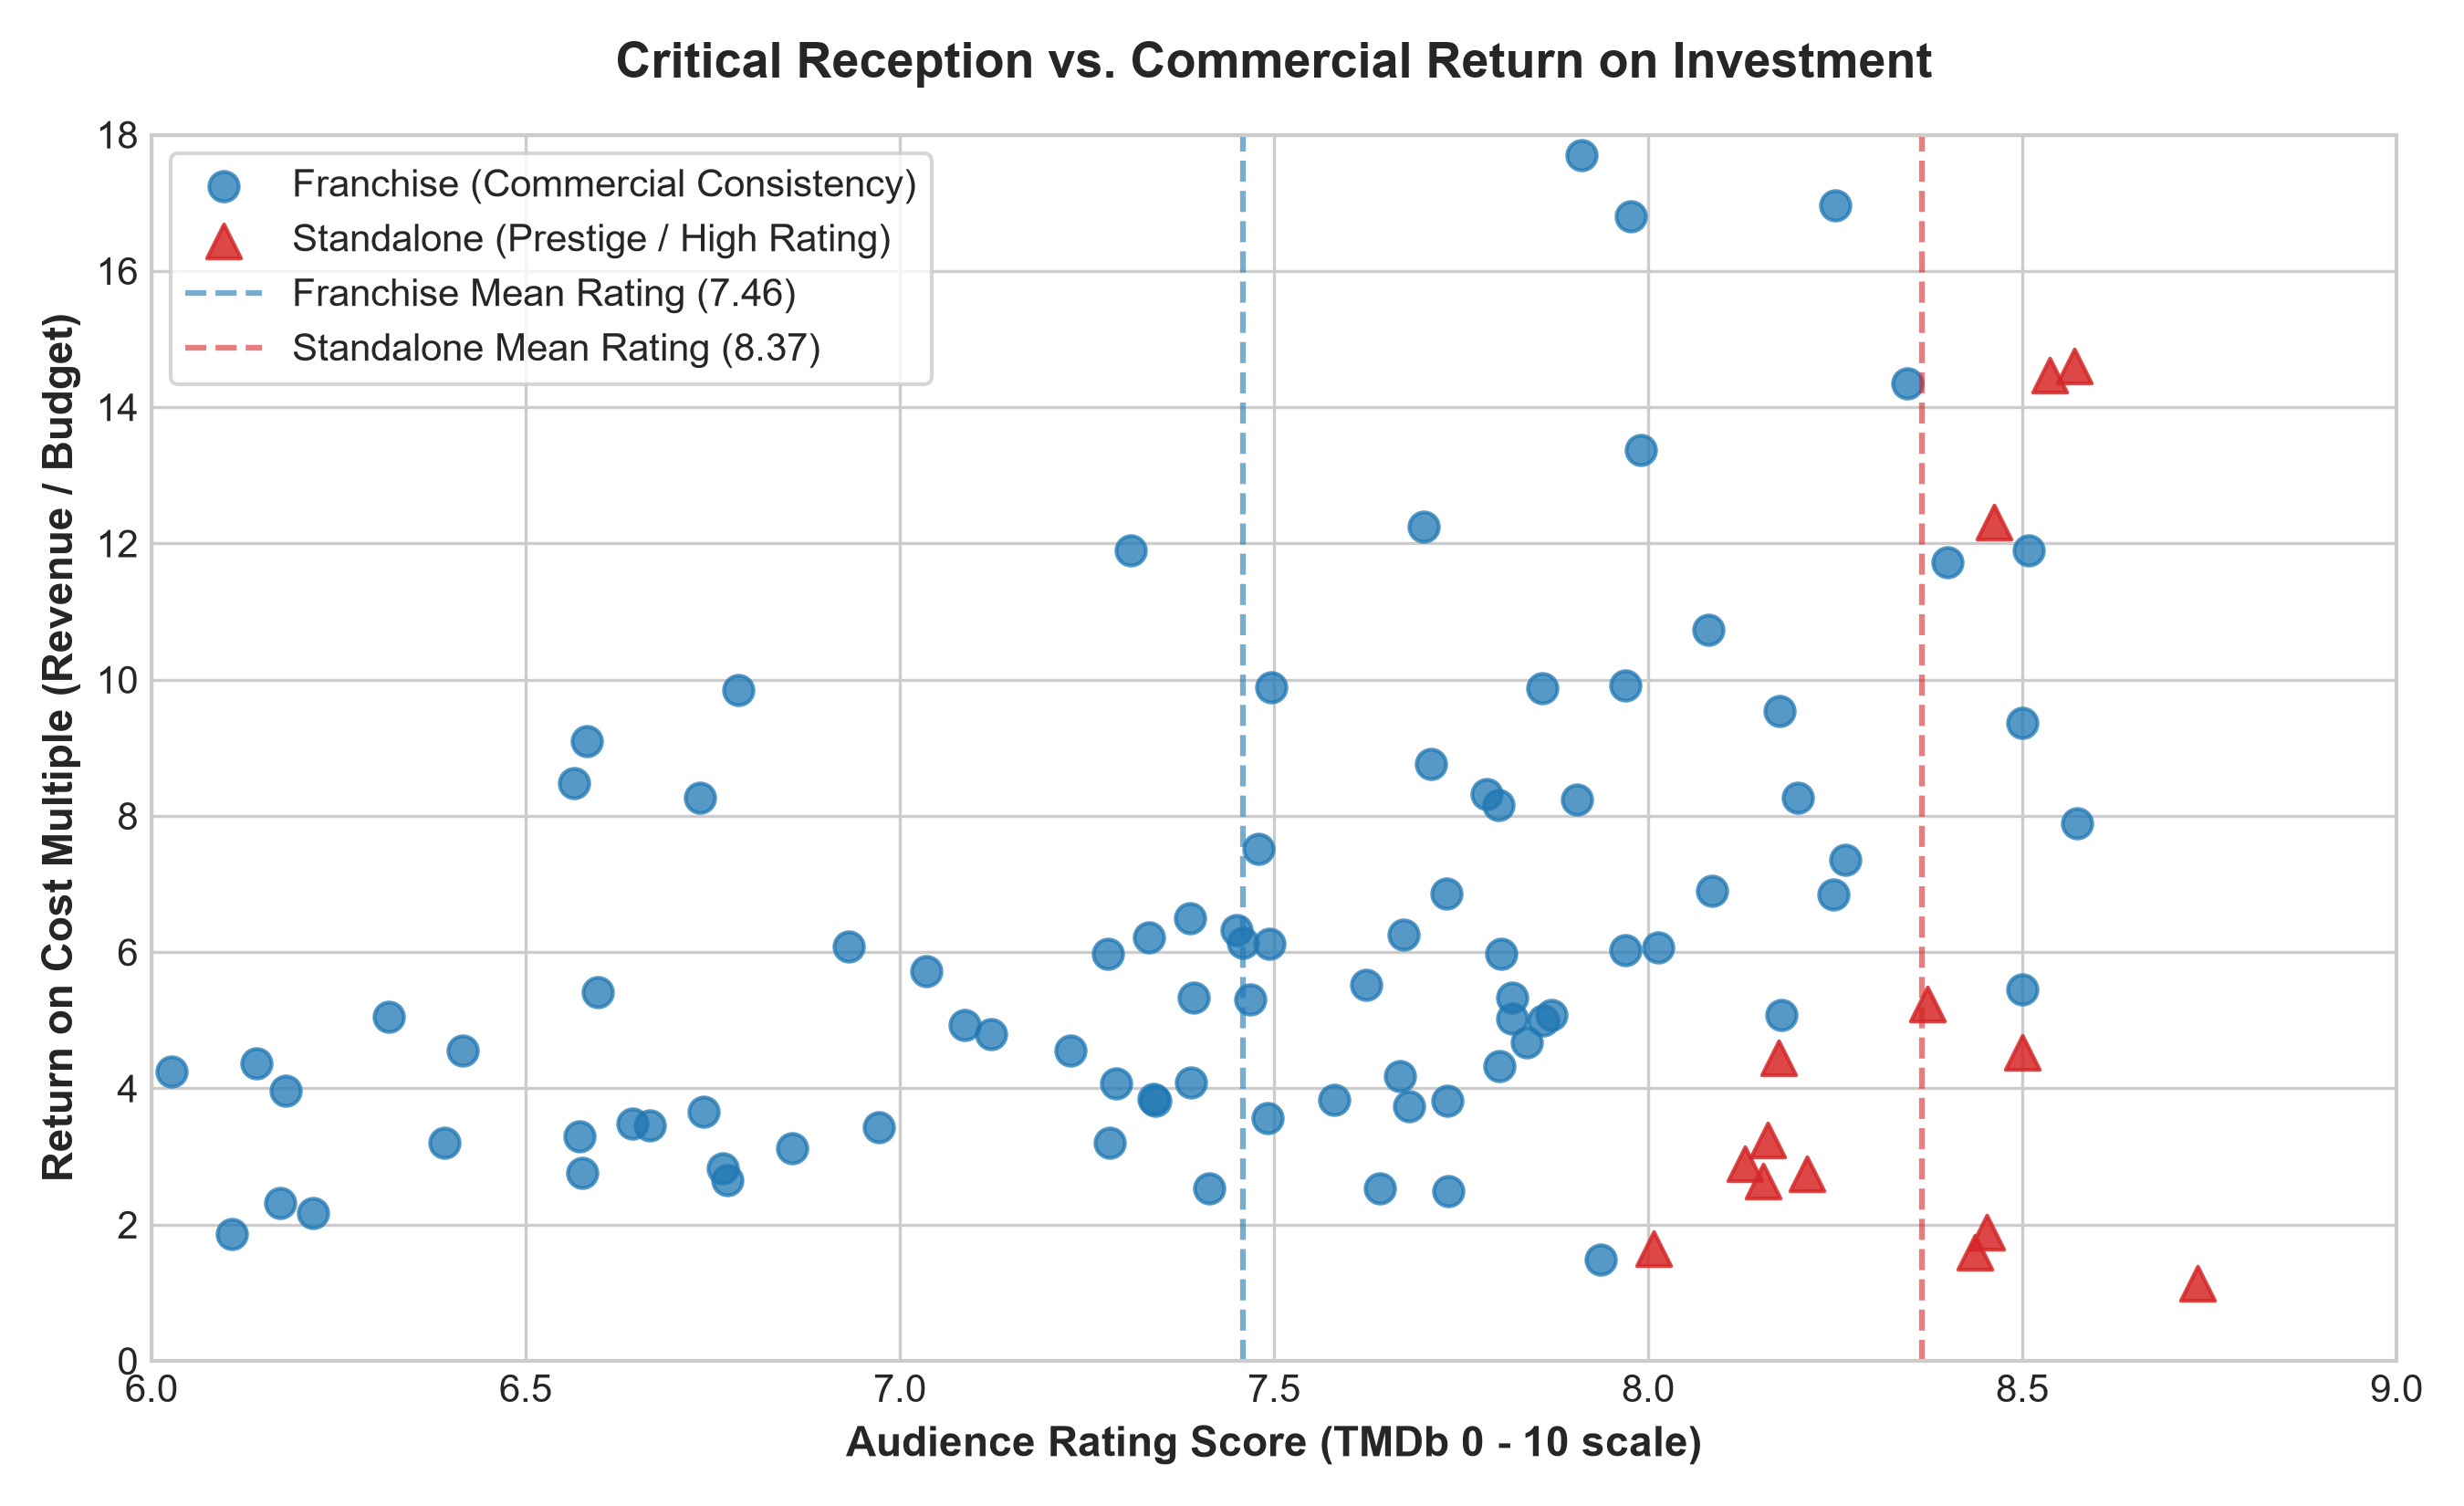 Critical Reception vs. Commercial Return on Investment
Franchise (Commercial Consistency)
Standalone (Prestige / High Rating)
Franchise Mean Rating (7.46)
Standalone Mean Rating (8.37)
Return on Cost Multiple (Revenue / Budget)
18
16
14
12
10
8
6
4
2
0
6.0 6.5 7.0 7.5 8.0 8.5 9.0
Audience Rating Score (TMDb 0 - 10 scale)